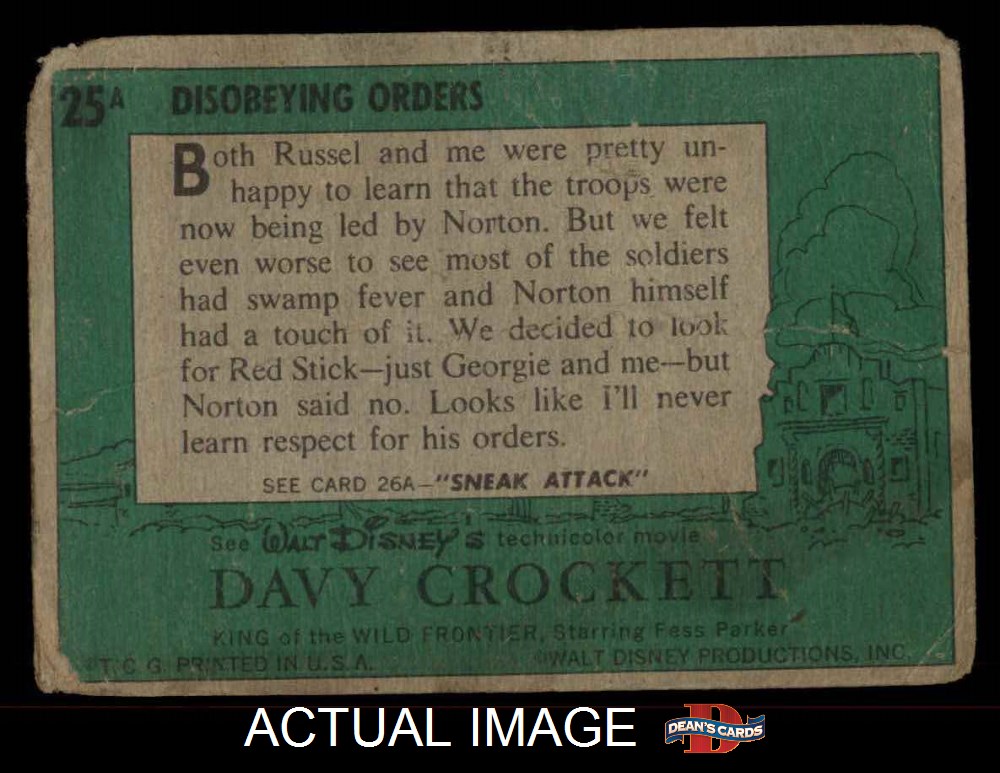 25A DISOBEYING ORDERS
Both Russel and me were pretty un-
happy to learn that the troops were
now being led by Norton. But we felt
even worse to see most of the soldiers
had swamp fever and Norton himself
had a touch of it. We decided to look
for Red Stick—just Georgie and me—but
Norton said no. Looks like I'll never
learn respect for his orders.
SEE CARD 26A—"SNEAK ATTACK"
See WALT DISNEY'S technicolor movie
DAVY CROCKETT
KING of the WILD FRONTIER, Starring Fess Parker
T. C. G. PRINTED IN U.S.A. ©WALT DISNEY PRODUCTIONS, INC.
ACTUAL IMAGE DEAN'S CARDS